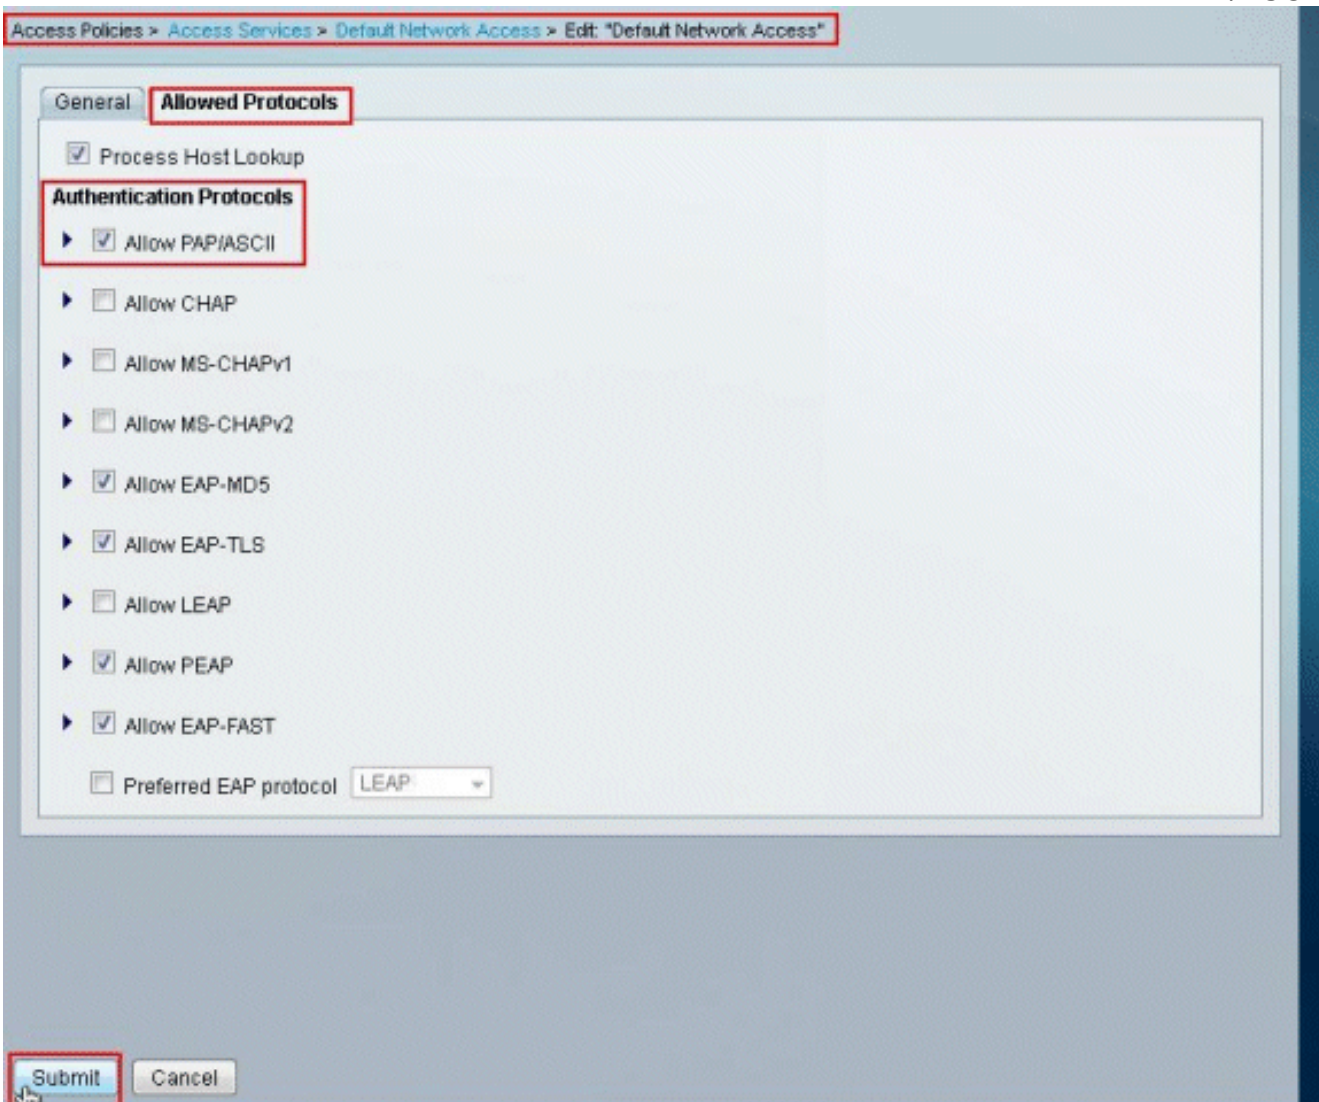 Access Policies > Access Services > Default Network Access > Edit: "Default Network Access"
General Allowed Protocols
Process Host Lookup
Authentication Protocols
Allow PAP/ASCII
Allow CHAP
Allow MS-CHAPv1
Allow MS-CHAPv2
Allow EAP-MD5
Allow EAP-TLS
Allow LEAP
Allow PEAP
Allow EAP-FAST
Preferred EAP protocol LEAP
Submit Cancel